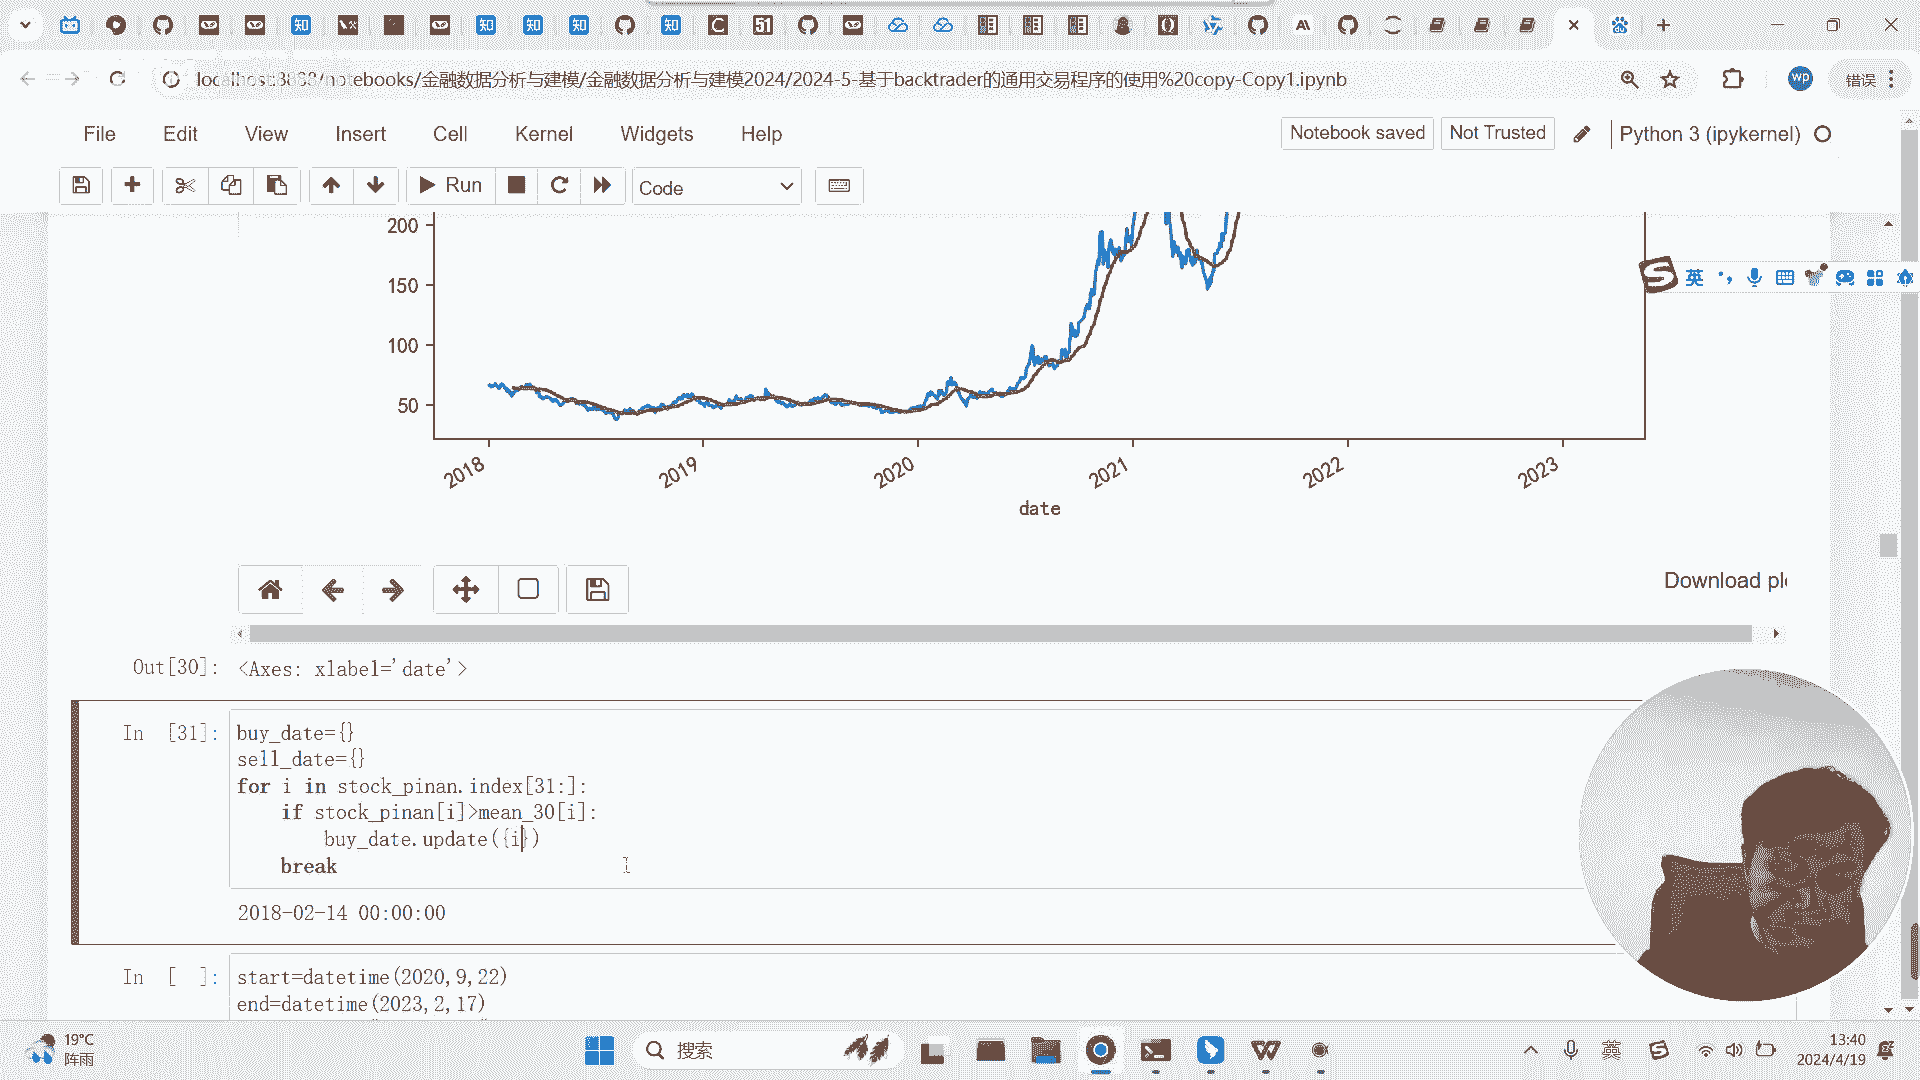 localhost:8888/notebooks/金融数据分析与建模/金融数据分析与建模2024/2024-5-基于backtrader的通用交易程序的使用%20copy-Copy1.ipynb
wp
错误
File Edit View Insert Cell Kernel Widgets Help
Notebook saved
Not Trusted
Python 3 (ipykernel)
Run
Code
英
200
150
100
50
2018 2019 2020 2021 2022 2023
date
Download plo
Out[30]: <Axes: xlabel='date'>
In [31]: buy_date={}
sell_date={}
for i in stock_pinan.index[31:]:
if stock_pinan[i]>mean_30[i]:
buy_date.update({i})
break
2018-02-14 00:00:00
In [ ]: start=datetime(2020,9,22)
end=datetime(2023,2,17)
19°C
阵雨
搜索
英
13:40
2024/4/19